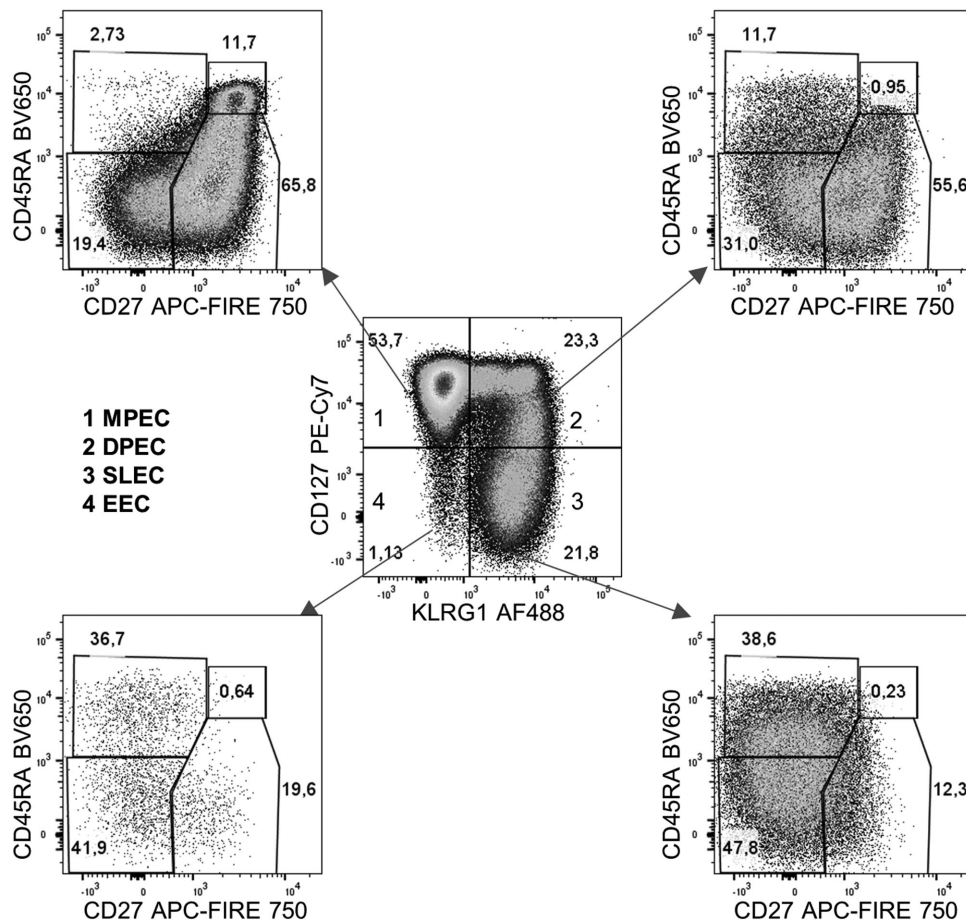 2,73
11,7
CD45RA BV650
10⁵
10⁴
10³
0
65,8
19,4
-10³ 0 10³ 10⁴
CD27 APC-FIRE 750
11,7
0,95
CD45RA BV650
10⁵
10⁴
10³
0
55,6
31,0
-10³ 0 10³ 10⁴
CD27 APC-FIRE 750
53,7
23,3
CD127 PE-Cy7
10⁵
10⁴
10³
0
-10³
1
2
4
3
1,13
21,8
-10³ 0 10³ 10⁴ 10⁵
KLRG1 AF488
1 MPEC
2 DPEC
3 SLEC
4 EEC
36,7
0,64
CD45RA BV650
10⁵
10⁴
10³
0
19,6
41,9
-10³ 0 10³ 10⁴
CD27 APC-FIRE 750
38,6
0,23
CD45RA BV650
10⁵
10⁴
10³
0
12,3
47,8
-10³ 0 10³ 10⁴
CD27 APC-FIRE 750